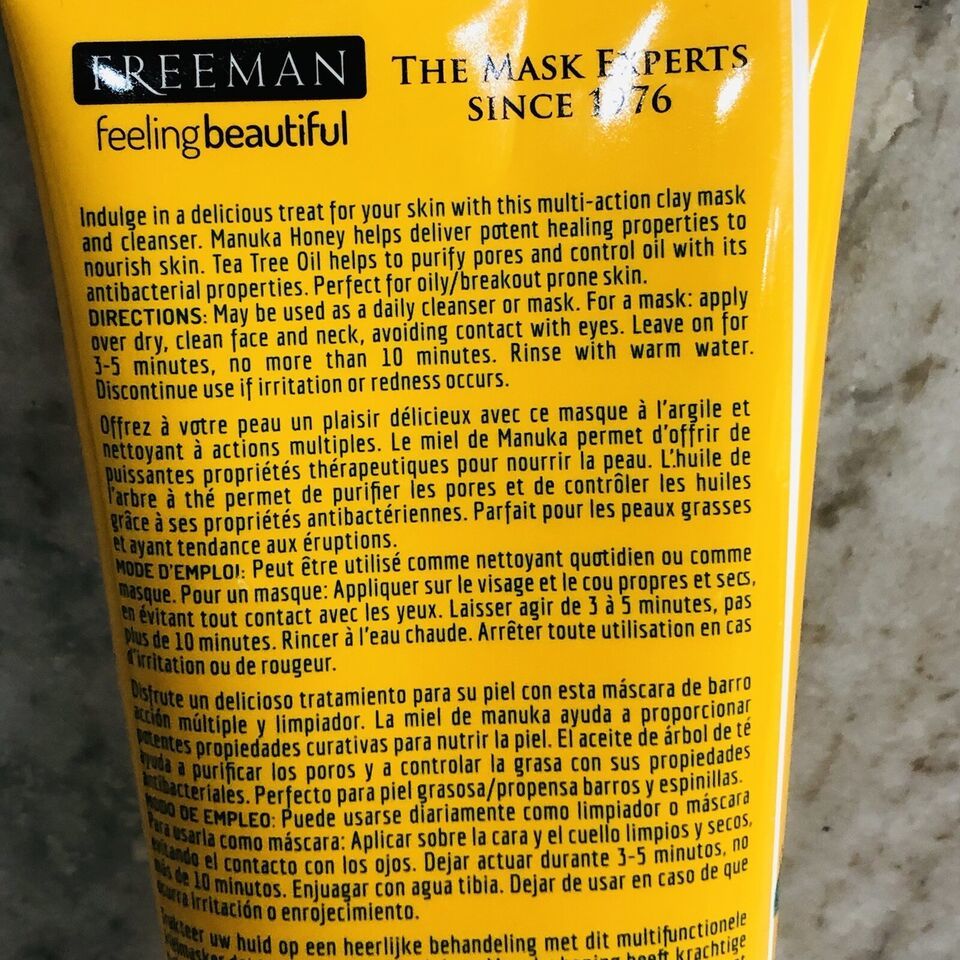 FREEMAN
feelingbeautiful
THE MASK EXPERTS
SINCE 1976
Indulge in a delicious treat for your skin with this multi-action clay mask
and cleanser. Manuka Honey helps deliver potent healing properties to
nourish skin. Tea Tree Oil helps to purify pores and control oil with its
antibacterial properties. Perfect for oily/breakout prone skin.
DIRECTIONS: May be used as a daily cleanser or mask. For a mask: apply
over dry, clean face and neck, avoiding contact with eyes. Leave on for
3-5 minutes, no more than 10 minutes. Rinse with warm water.
Discontinue use if irritation or redness occurs.
Offrez à votre peau un plaisir délicieux avec ce masque à l'argile et
nettoyant à actions multiples. Le miel de Manuka permet d'offrir de
puissantes propriétés thérapeutiques pour nourrir la peau. L'huile de
l'arbre à thé permet de purifier les pores et de contrôler les huiles
grâce à ses propriétés antibactériennes. Parfait pour les peaux grasses
et ayant tendance aux éruptions.
MODE D'EMPLOI: Peut être utilisé comme nettoyant quotidien ou comme
masque. Pour un masque: Appliquer sur le visage et le cou propres et secs,
en évitant tout contact avec les yeux. Laisser agir de 3 à 5 minutes, pas
plus de 10 minutes. Rincer à l'eau chaude. Arrêter toute utilisation en cas
d'irritation ou de rougeur.
Disfrute un delicioso tratamiento para su piel con esta máscara de barro
acción múltiple y limpiador. La miel de manuka ayuda a proporcionar
potentes propiedades curativas para nutrir la piel. El aceite de árbol de té
ayuda a purificar los poros y a controlar la grasa con sus propiedades
antibacteriales. Perfecto para piel grasosa/propensa barros y espinillas.
MODO DE EMPLEO: Puede usarse diariamente como limpiador o máscara
Para usarla como máscara: Aplicar sobre la cara y el cuello limpios y secos,
evitando el contacto con los ojos. Dejar actuar durante 3-5 minutos, no
más de 10 minutos. Enjuagar con agua tibia. Dejar de usar en caso de que
ocurra irritación o enrojecimiento.
Trakteer uw huid op een heerlijke behandeling met dit multifunctionele
heeft krachtige